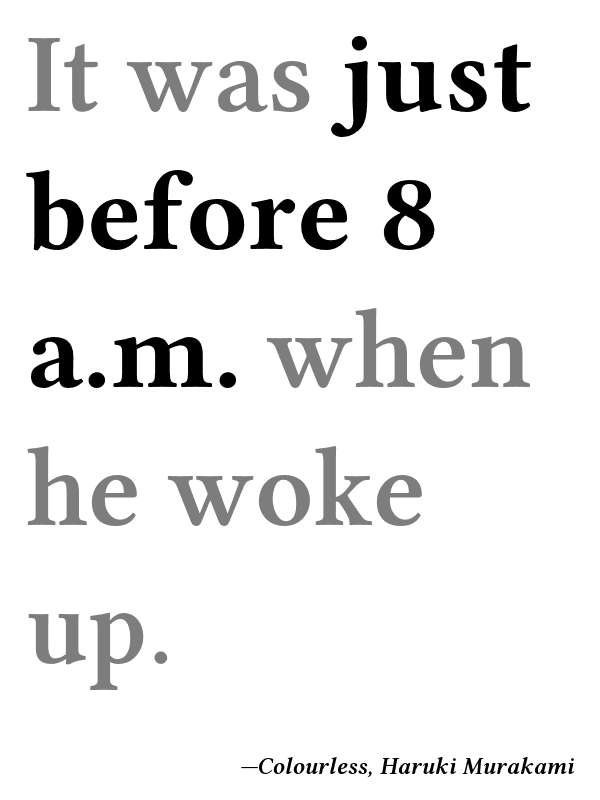 It was just
before 8
a.m. when
he woke
up.
—Colourless, Haruki Murakami